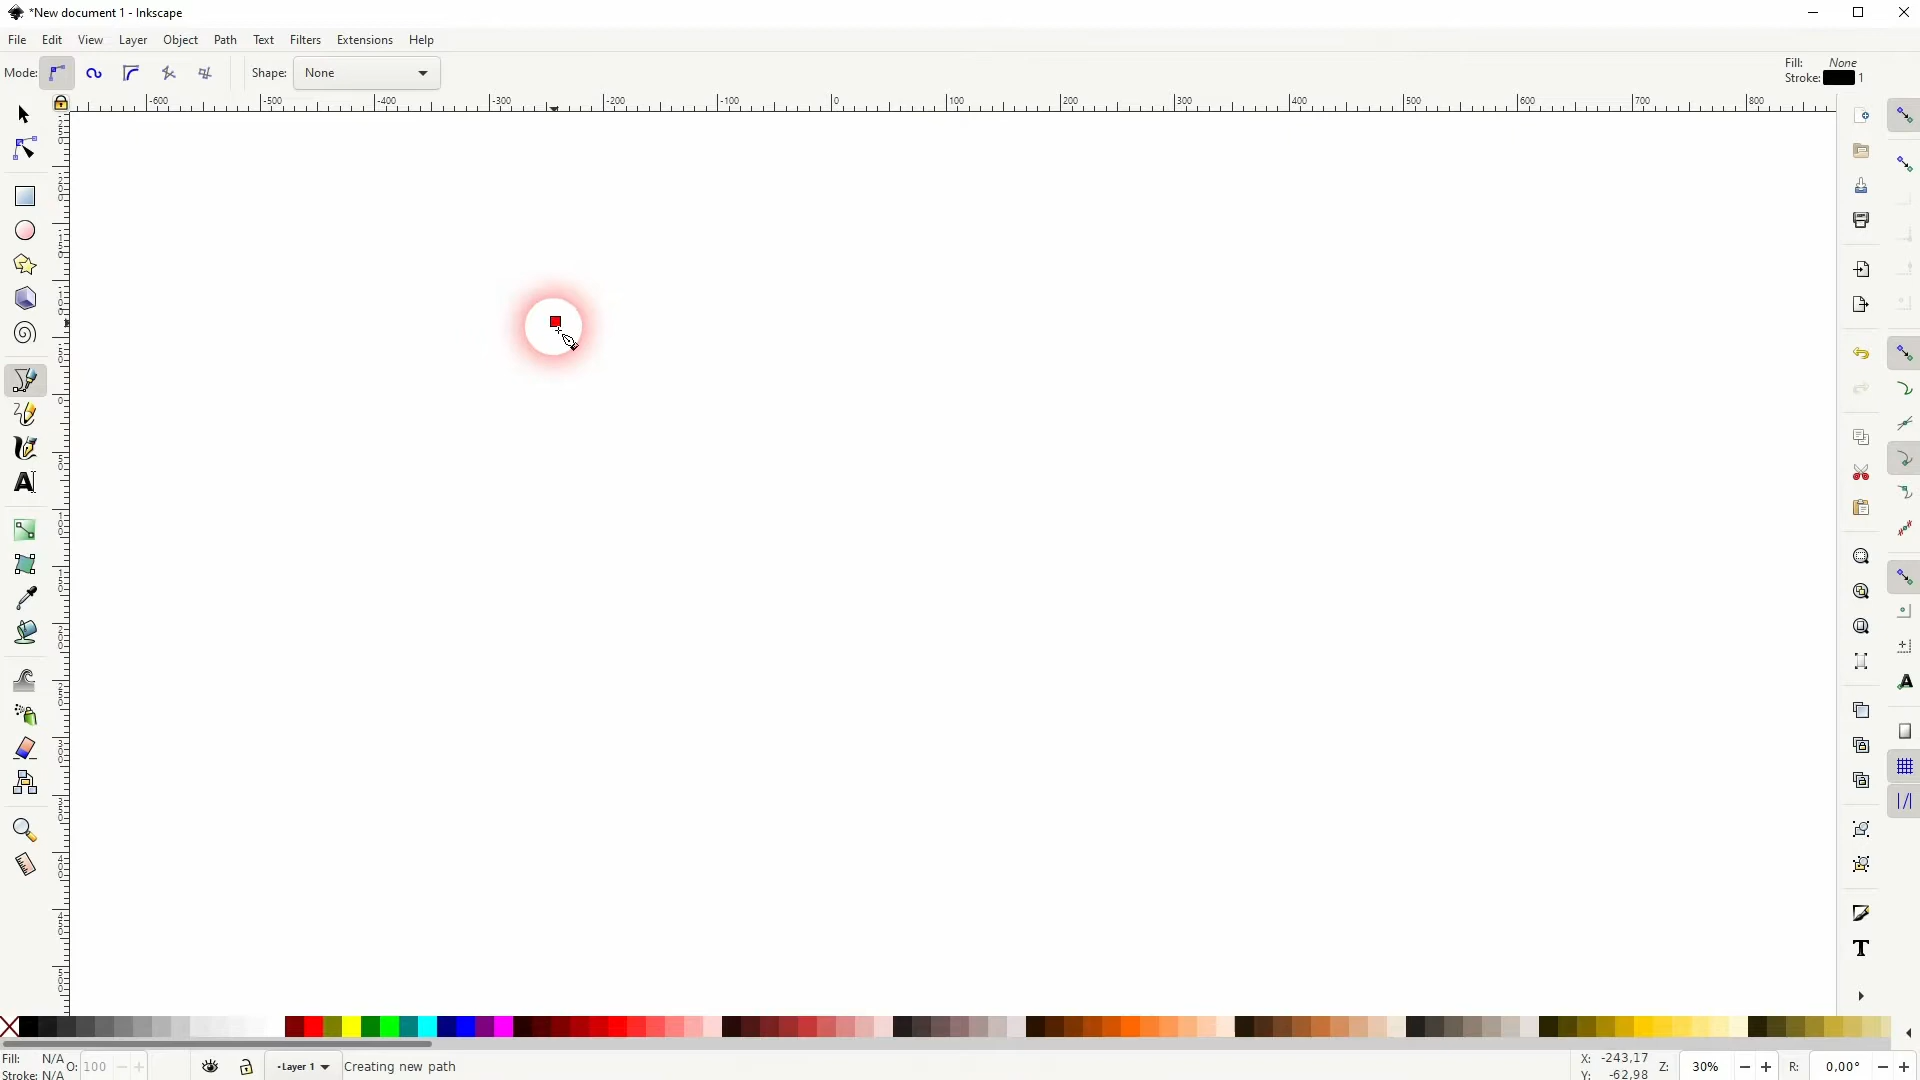 *New document 1 - Inkscape
File Edit View Layer Object Path Text Filters Extensions Help
Mode: Shape: None
Fill: None
Stroke: 1
-600 -500 -400 -300 -200 -100 0 100 200 300 400 500 600 700 800
Fill: N/A
Stroke: N/A
O: 100
-Layer 1
Creating new path
X: -243,17
Y: -62,98
Z: 30%
R: 0,00°